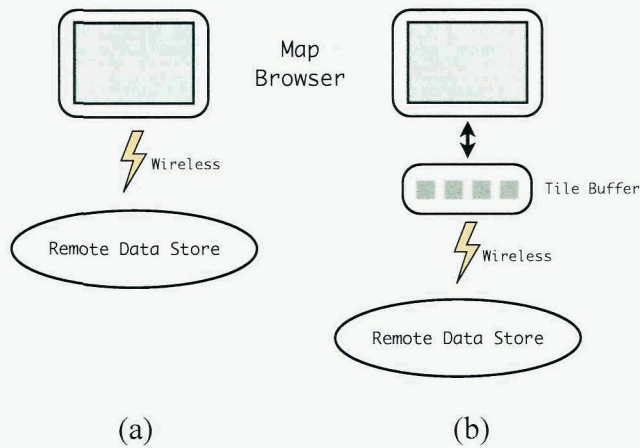 Map
Browser
Wireless
Tile Buffer
Remote Data Store
Wireless
Remote Data Store
(a)
(b)